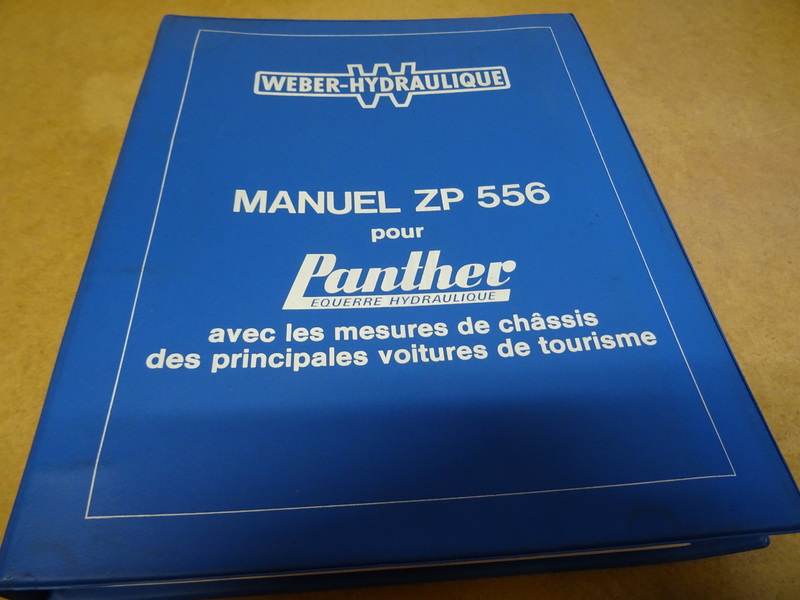 WEBER-HYDRAULIQUE
MANUEL ZP 556
pour
Panther
EQUERRE HYDRAULIQUE
avec les mesures de châssis
des principales voitures de tourisme